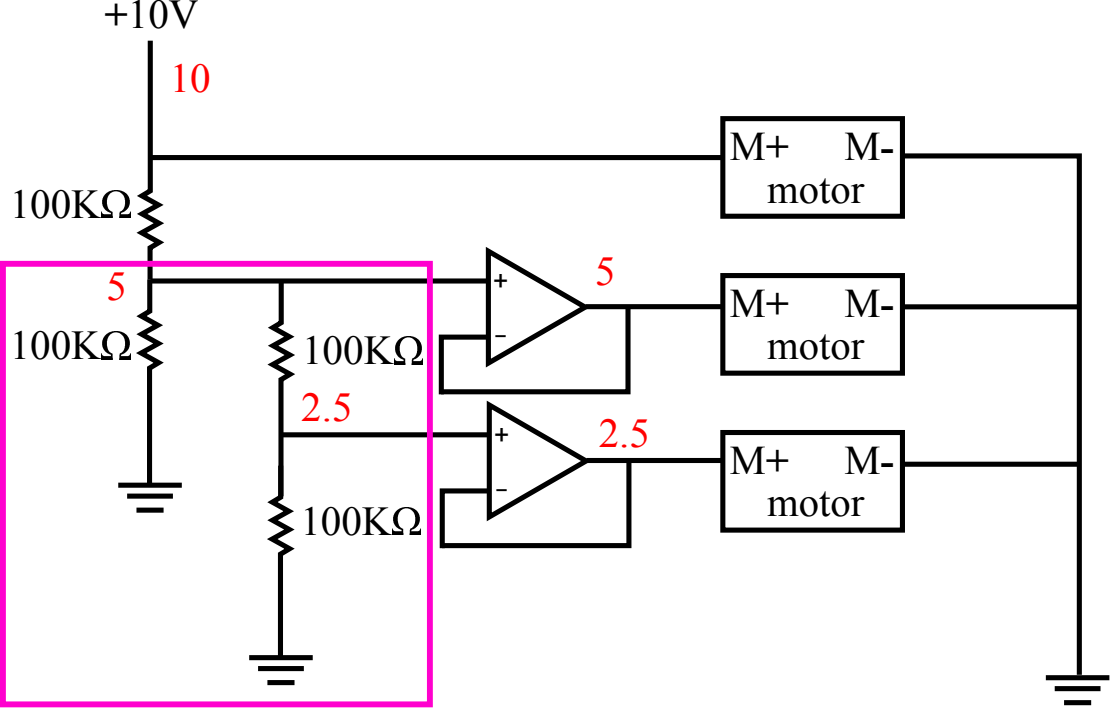 +10V
10
M+ M-
motor
100KΩ
5
+
5
M+ M-
motor
100KΩ
100KΩ
−
2.5
+
2.5
M+ M-
motor
−
100KΩ